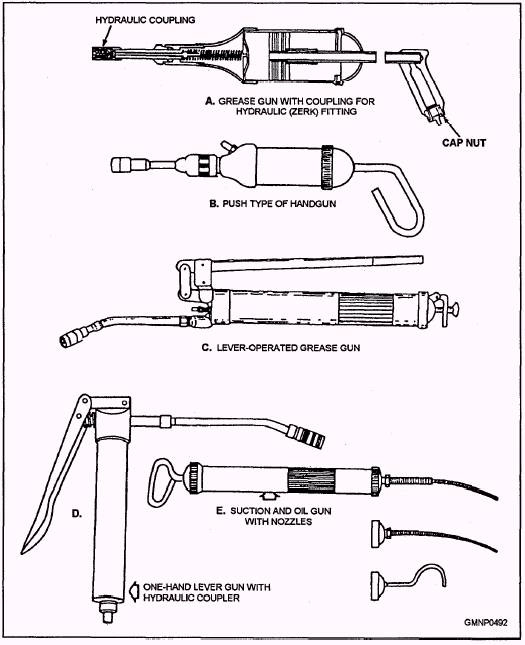 HYDRAULIC COUPLING
A. GREASE GUN WITH COUPLING FOR
HYDRAULIC (ZERK) FITTING
CAP NUT
B. PUSH TYPE OF HANDGUN
C. LEVER-OPERATED GREASE GUN
D.
E. SUCTION AND OIL GUN
WITH NOZZLES
ONE-HAND LEVER GUN WITH
HYDRAULIC COUPLER
GMNP0492